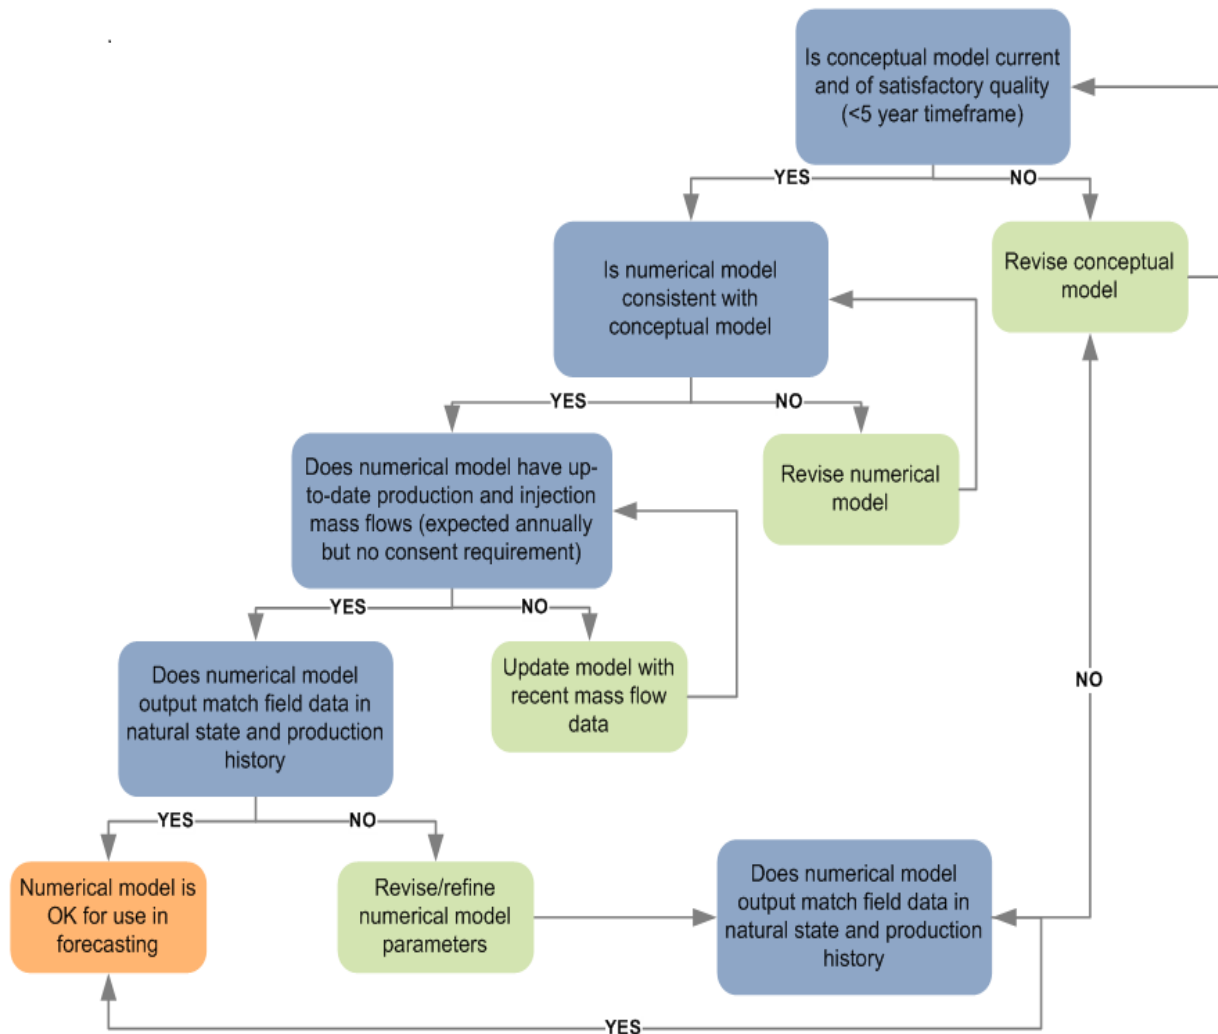 Is conceptual model current
and of satisfactory quality
(<5 year timeframe)
YES
NO
Is numerical model
consistent with
conceptual model
Revise conceptual
model
YES
NO
Does numerical model have up-
to-date production and injection
mass flows (expected annually
but no consent requirement)
Revise numerical
model
YES
NO
Does numerical model
output match field data in
natural state and production
history
Update model with
recent mass flow
data
NO
YES
NO
Numerical model is
OK for use in
forecasting
Revise/refine
numerical model
parameters
Does numerical model
output match field data in
natural state and production
history
YES